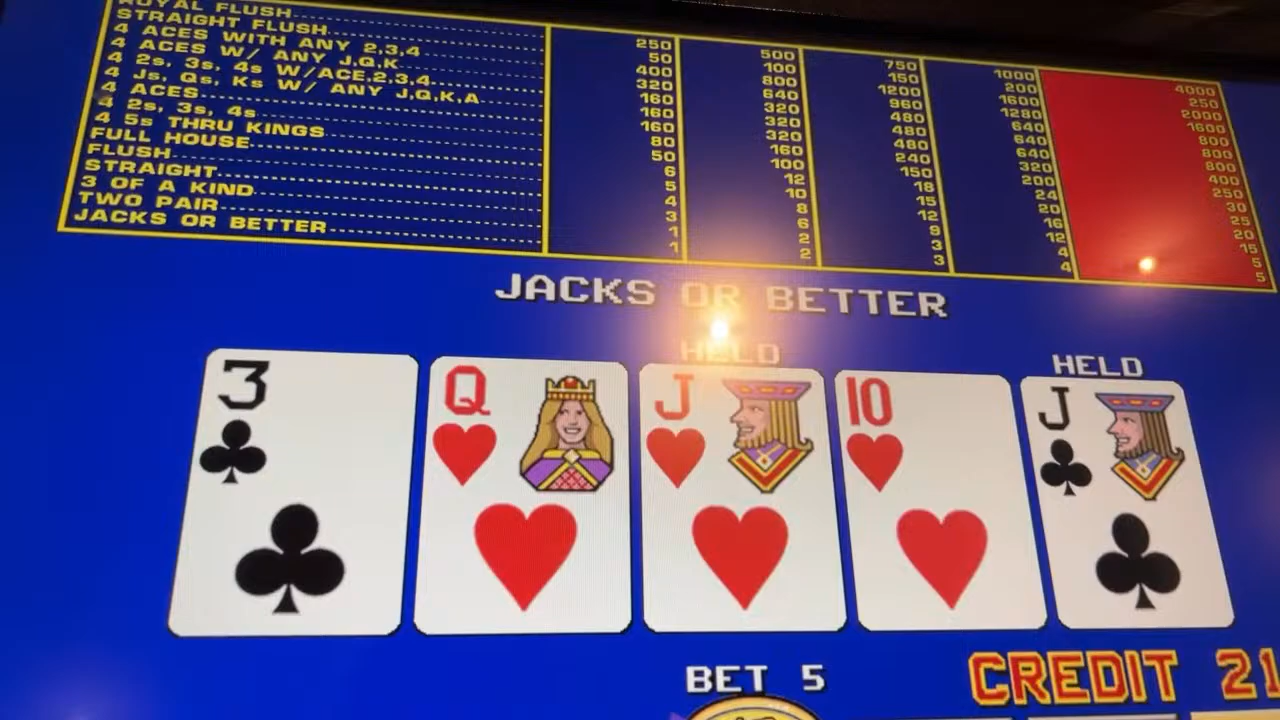 ROYAL FLUSH 250 500 750 1000 4000
STRAIGHT FLUSH 50 100 150 200 250
4 ACES WITH ANY 2,3,4 400 800 1200 1600 2000
4 ACES W/ ANY J,Q,K 320 640 960 1280 1600
4 2s, 3s, 4s W/ACE,2,3,4 160 320 480 640 800
4 Js, Qs, Ks W/ ANY J,Q,K,A 160 320 480 640 800
4 ACES 160 320 480 640 800
4 2s, 3s, 4s 80 160 240 320 400
4 5s THRU KINGS 50 100 150 200 250
FULL HOUSE 6 12 18 24 30
FLUSH 5 10 15 20 25
STRAIGHT 4 8 12 16 20
3 OF A KIND 3 6 9 12 15
TWO PAIR 1 2 3 4 5
JACKS OR BETTER 1 2 3 4 5
JACKS OR BETTER
HELD HELD
3 Q J 10 J
BET 5 CREDIT 21